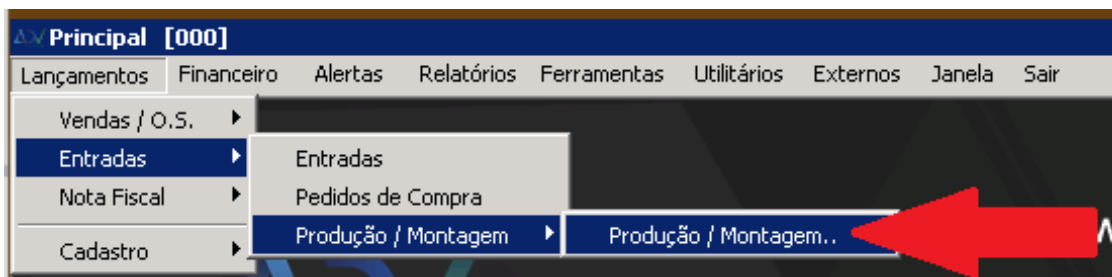 Principal [000]
Lançamentos Financeiro Alertas Relatórios Ferramentas Utilitários Externos Janela Sair
Vendas / O.S.
Entradas
Nota Fiscal
Cadastro
Entradas
Pedidos de Compra
Produção / Montagem
Produção / Montagem..